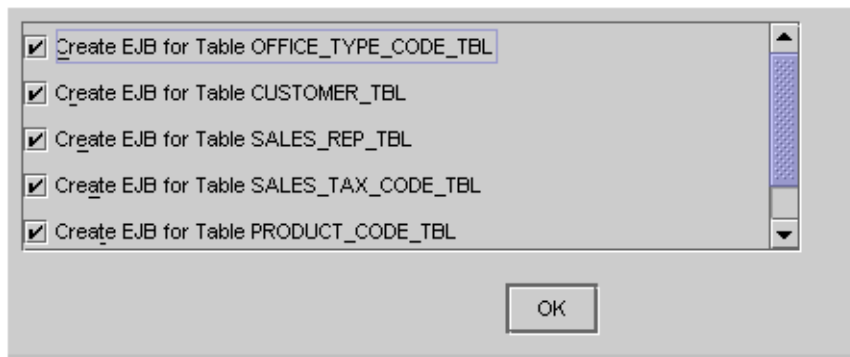 Create EJB for Table OFFICE_TYPE_CODE_TBL
Create EJB for Table CUSTOMER_TBL
Create EJB for Table SALES_REP_TBL
Create EJB for Table SALES_TAX_CODE_TBL
Create EJB for Table PRODUCT_CODE_TBL
OK